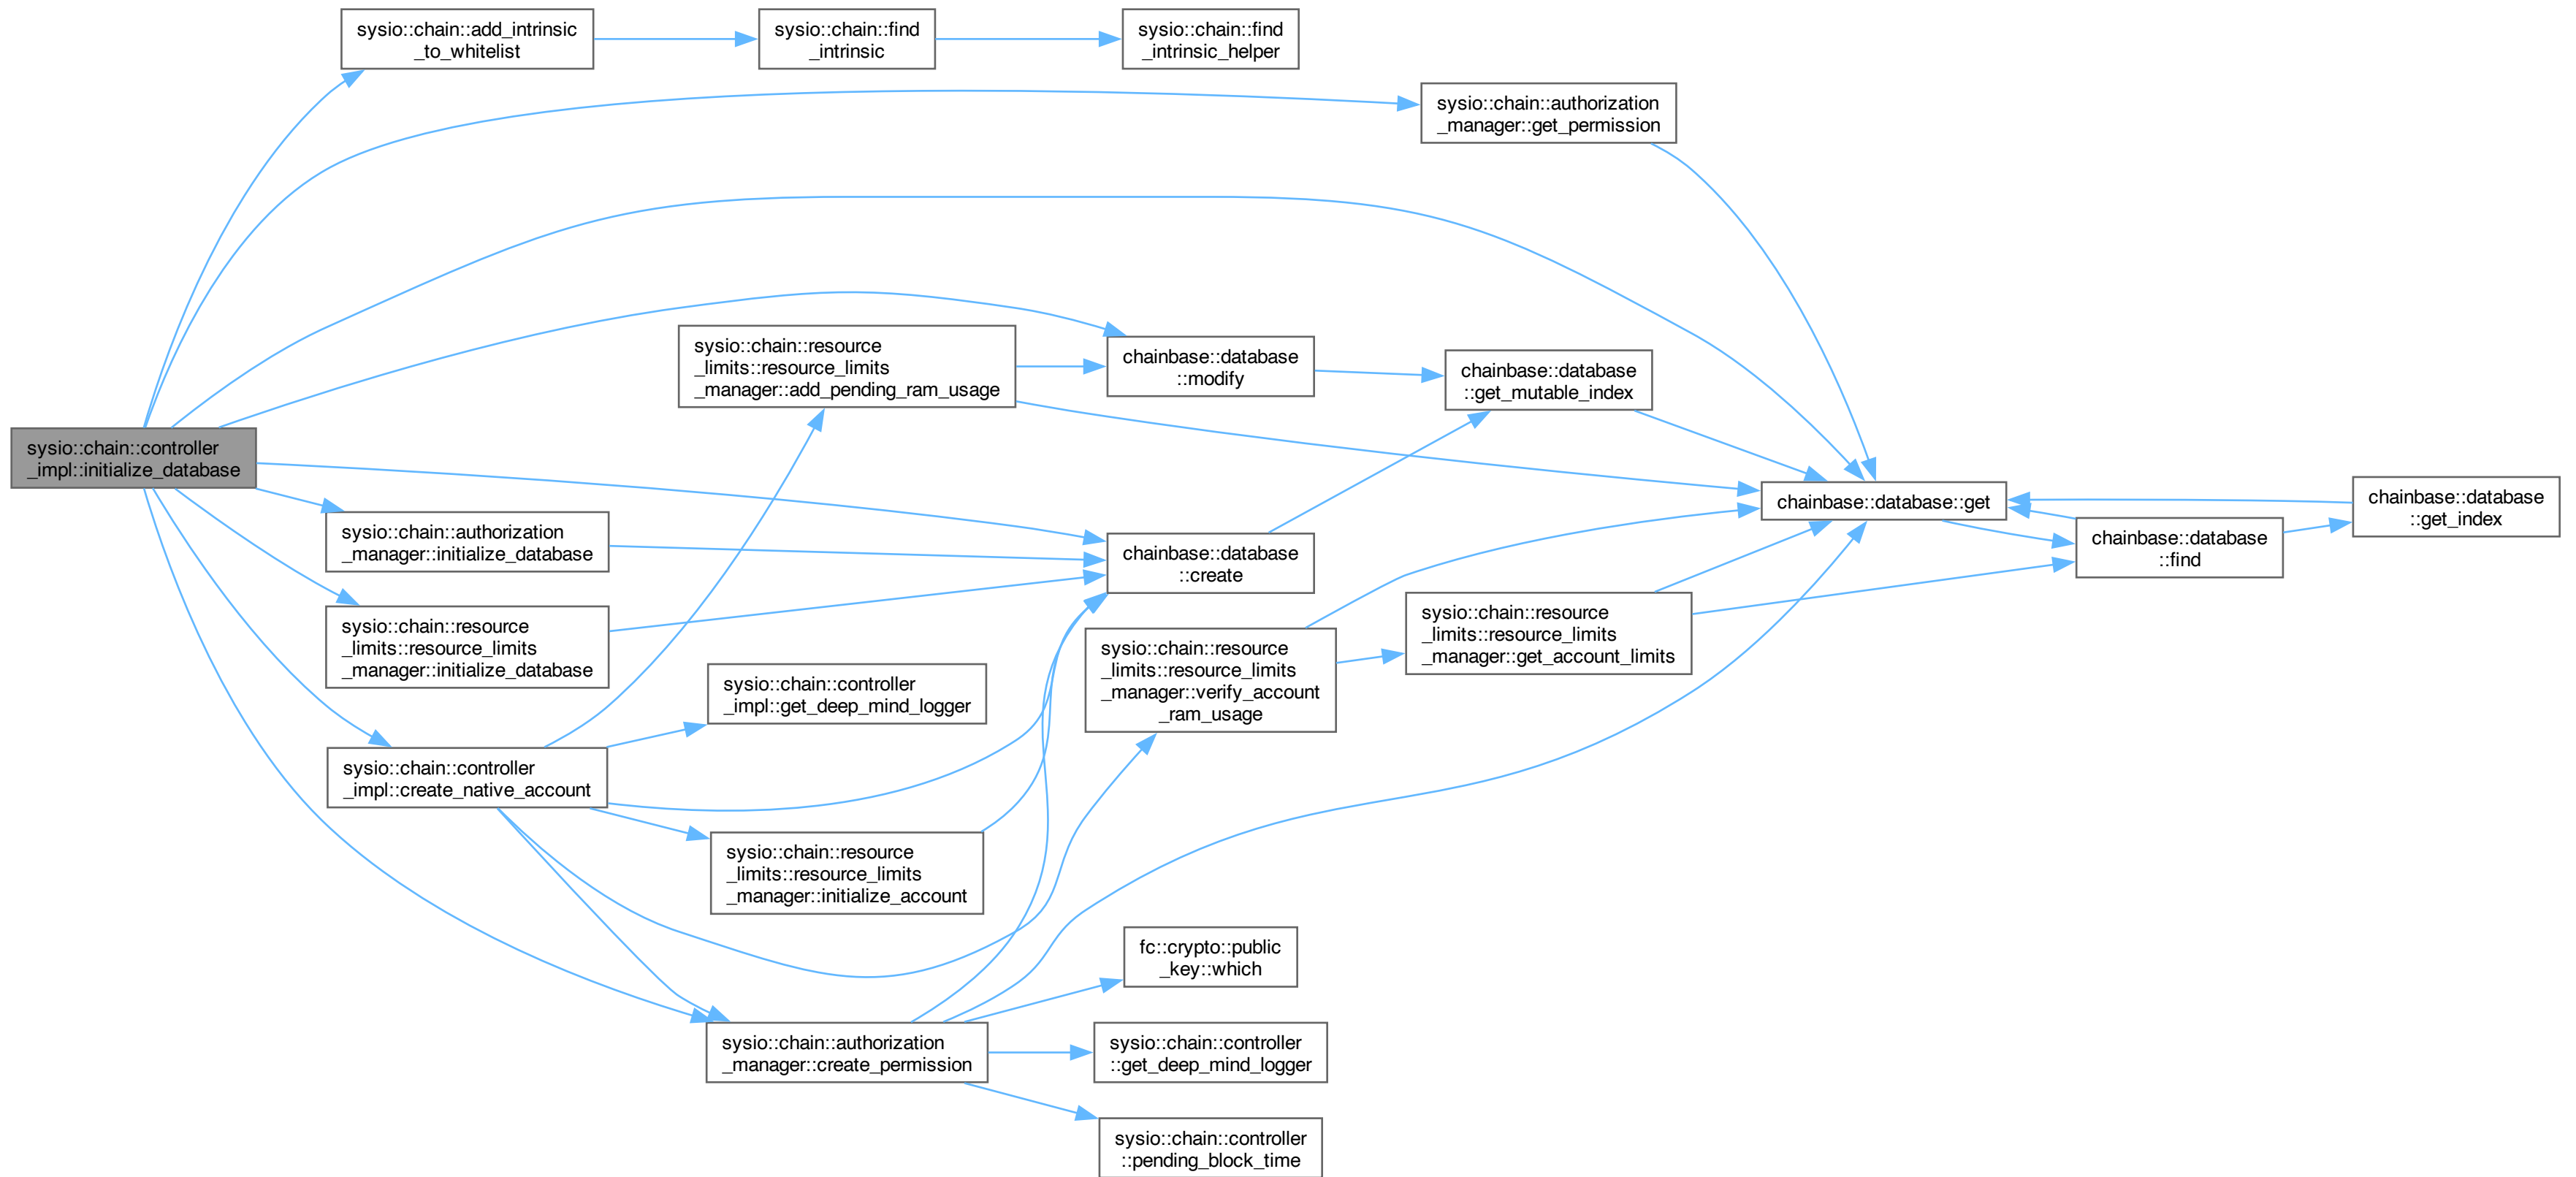 sysio::chain::add_intrinsic
_to_whitelist
sysio::chain::find
_intrinsic
sysio::chain::find
_intrinsic_helper
sysio::chain::authorization
_manager::get_permission
sysio::chain::resource
_limits::resource_limits
_manager::add_pending_ram_usage
chainbase::database
::modify
chainbase::database
::get_mutable_index
sysio::chain::controller
_impl::initialize_database
chainbase::database::get
chainbase::database
::get_index
sysio::chain::authorization
_manager::initialize_database
chainbase::database
::create
chainbase::database
::find
sysio::chain::resource
_limits::resource_limits
_manager::initialize_database
sysio::chain::resource
_limits::resource_limits
_manager::get_account_limits
sysio::chain::resource
_limits::resource_limits
_manager::verify_account
_ram_usage
sysio::chain::controller
_impl::get_deep_mind_logger
sysio::chain::controller
_impl::create_native_account
sysio::chain::resource
_limits::resource_limits
_manager::initialize_account
fc::crypto::public
_key::which
sysio::chain::authorization
_manager::create_permission
sysio::chain::controller
::get_deep_mind_logger
sysio::chain::controller
::pending_block_time